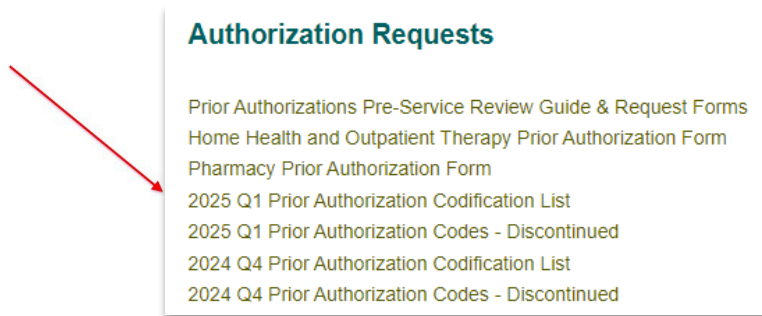 Authorization Requests
Prior Authorizations Pre-Service Review Guide & Request Forms
Home Health and Outpatient Therapy Prior Authorization Form
Pharmacy Prior Authorization Form
2025 Q1 Prior Authorization Codification List
2025 Q1 Prior Authorization Codes - Discontinued
2024 Q4 Prior Authorization Codification List
2024 Q4 Prior Authorization Codes - Discontinued